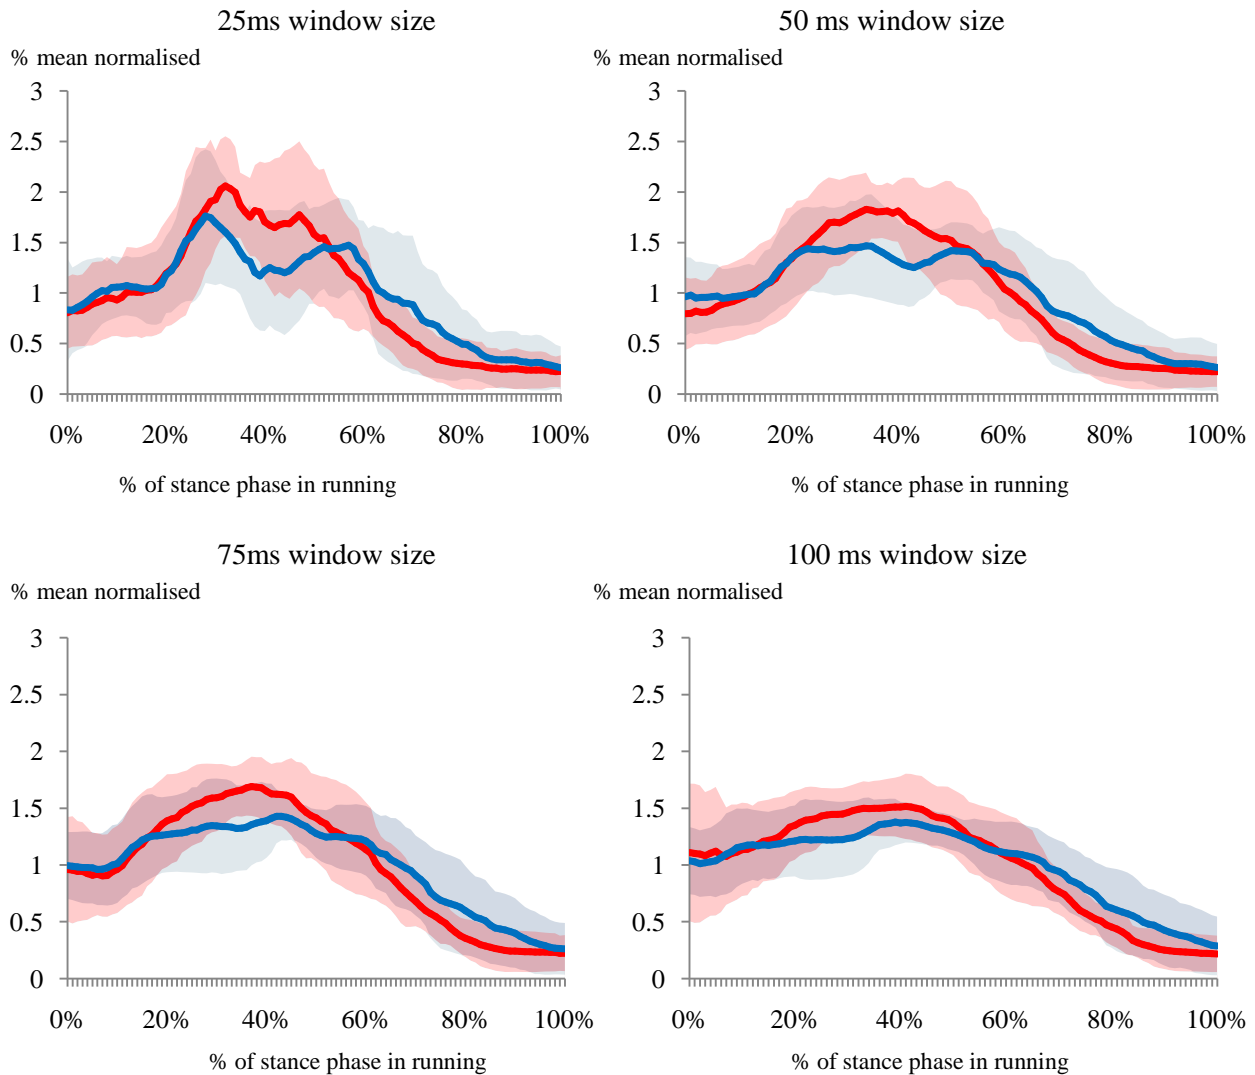 25ms window size
% mean normalised
3
2.5
2
1.5
1
0.5
0
0% 20% 40% 60% 80% 100%
% of stance phase in running
50 ms window size
% mean normalised
3
2.5
2
1.5
1
0.5
0
0% 20% 40% 60% 80% 100%
% of stance phase in running
75ms window size
% mean normalised
3
2.5
2
1.5
1
0.5
0
0% 20% 40% 60% 80% 100%
% of stance phase in running
100 ms window size
% mean normalised
3
2.5
2
1.5
1
0.5
0
0% 20% 40% 60% 80% 100%
% of stance phase in running